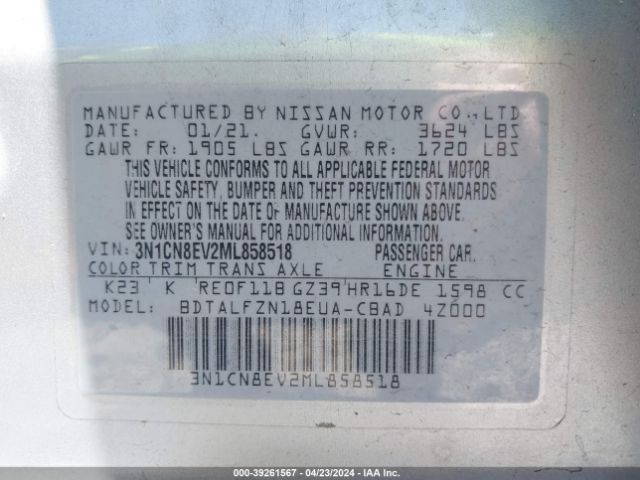 MANUFACTURED BY NISSAN MOTOR CO.,LTD
DATE: 01/21. GVWR: 3624 LBS
GAWR FR: 1905 LBS GAWR RR: 1720 LBS
THIS VEHICLE CONFORMS TO ALL APPLICABLE FEDERAL MOTOR
VEHICLE SAFETY, BUMPER AND THEFT PREVENTION STANDARDS
IN EFFECT ON THE DATE OF MANUFACTURE SHOWN ABOVE.
SEE OWNER'S MANUAL FOR ADDITIONAL INFORMATION.
VIN: 3N1CN8EV2ML858518 PASSENGER CAR.
COLOR TRIM TRANS AXLE ENGINE
K23 K RE0F11B GZ39 HR16DE 1598 CC
MODEL: BDTALFZN18EUA-CBAD 4Z000
3N1CN8EV2ML858518
000-39261567 - 04/23/2024 - IAA Inc.